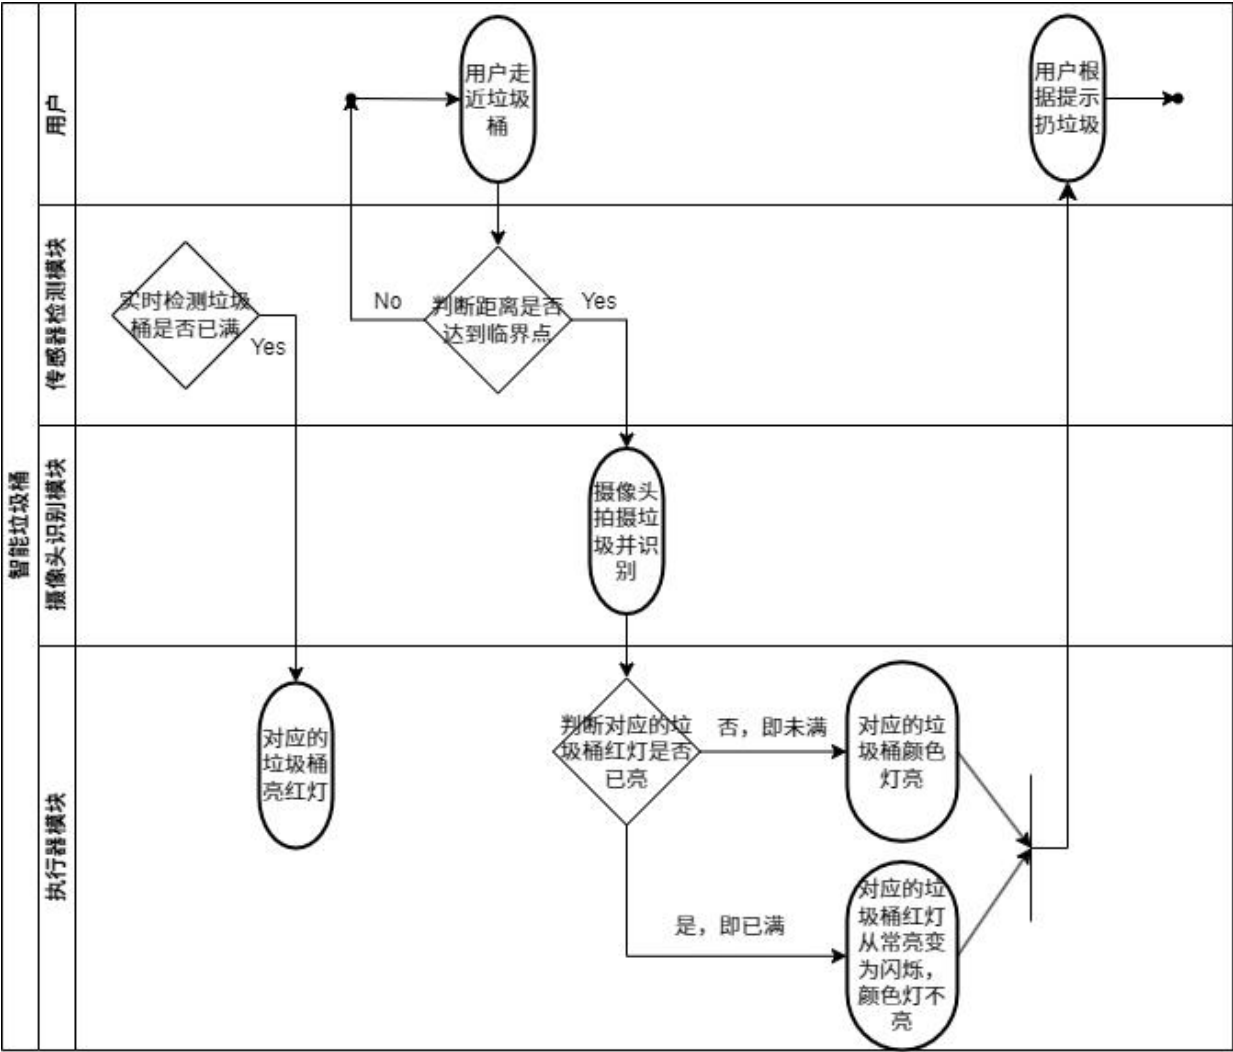 智能垃圾桶
用户
用户走
近垃圾
桶
用户根
据提示
扔垃圾
传感器检测模块
实时检测垃圾
桶是否已满
Yes
No
判断距离是否
达到临界点
Yes
摄像头识别模块
摄像头
拍摄垃
圾并识
别
执行器模块
对应的
垃圾桶
亮红灯
判断对应的垃
圾桶红灯是否
已亮
否，即未满
对应的垃
圾桶颜色
灯亮
是，即已满
对应的垃
圾桶红灯
从常亮变
为闪烁，
颜色灯不
亮